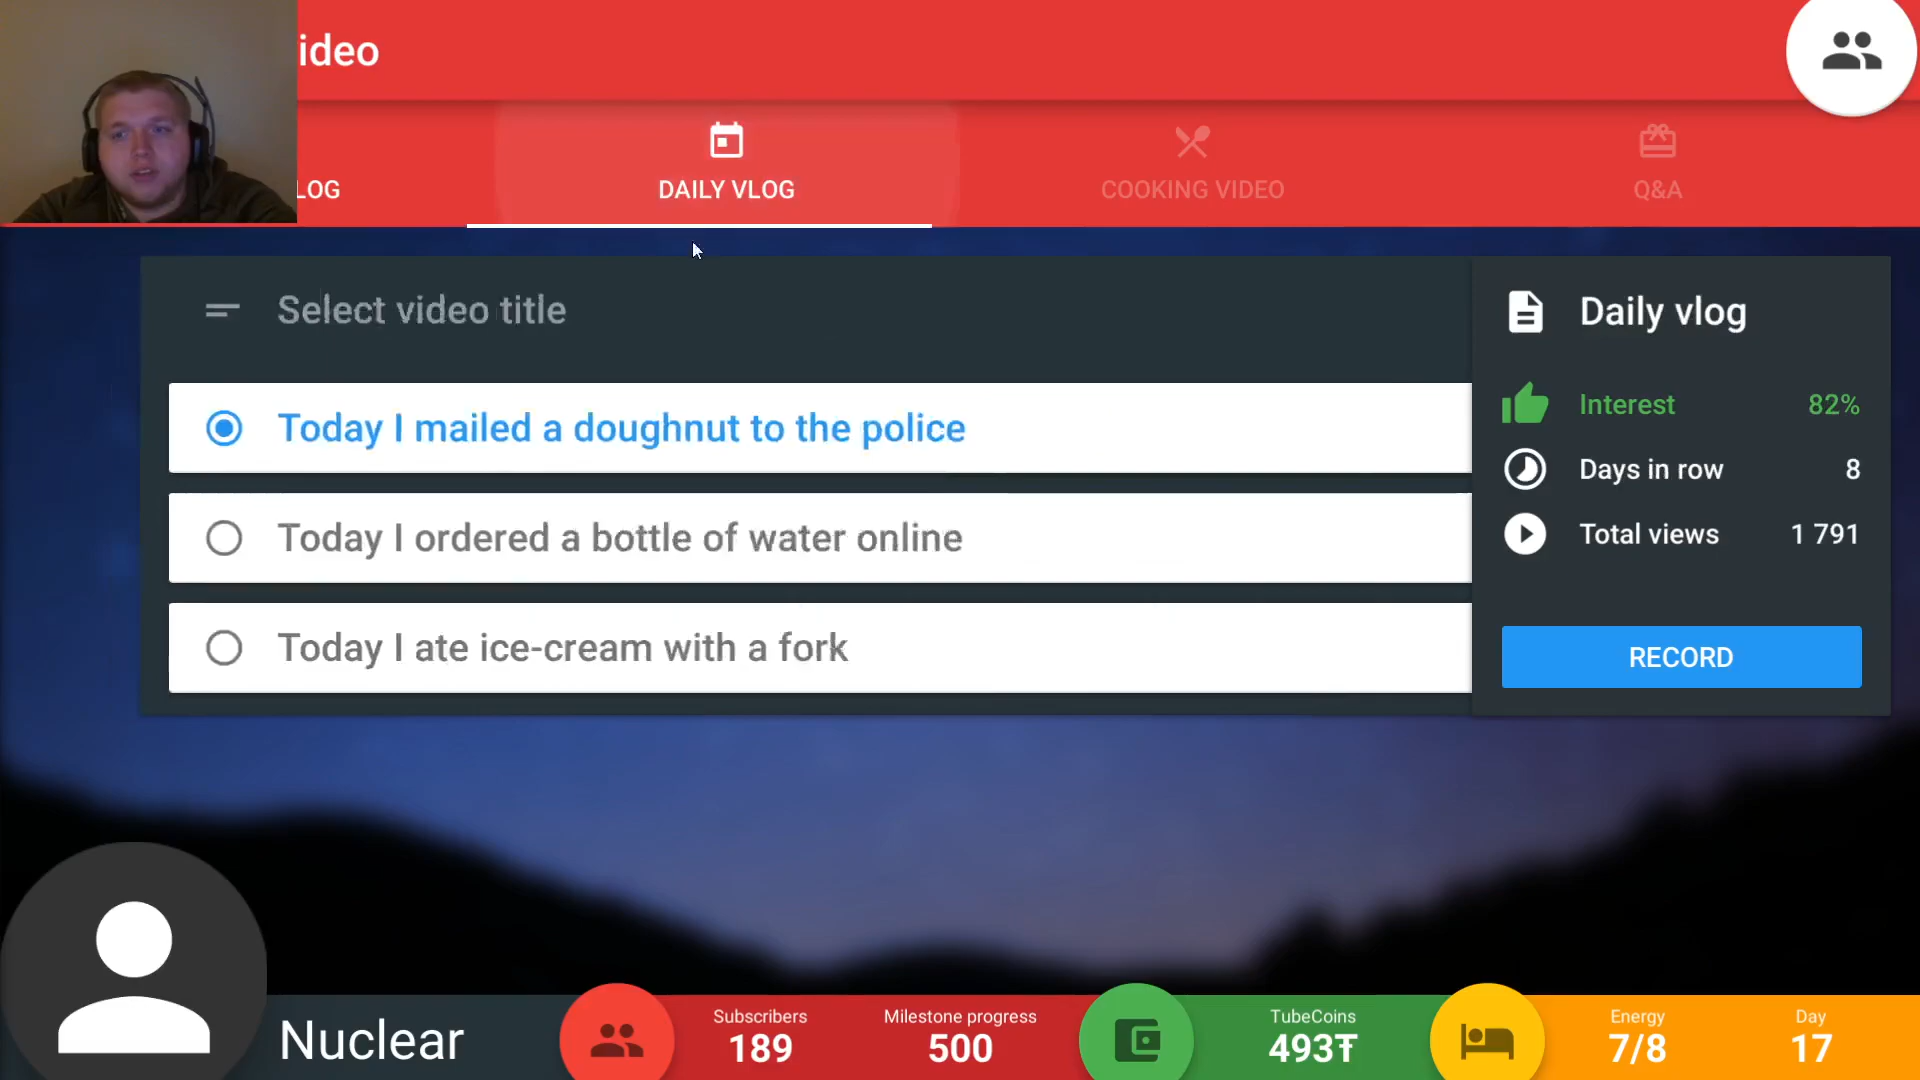 ideo
LOG
DAILY VLOG
COOKING VIDEO
Q&A
Select video title
Today I mailed a doughnut to the police
Today I ordered a bottle of water online
Today I ate ice-cream with a fork
Daily vlog
Interest 82%
Days in row 8
Total views 1 791
RECORD
Nuclear
Subscribers
189
Milestone progress
500
TubeCoins
493Ŧ
Energy
7/8
Day
17